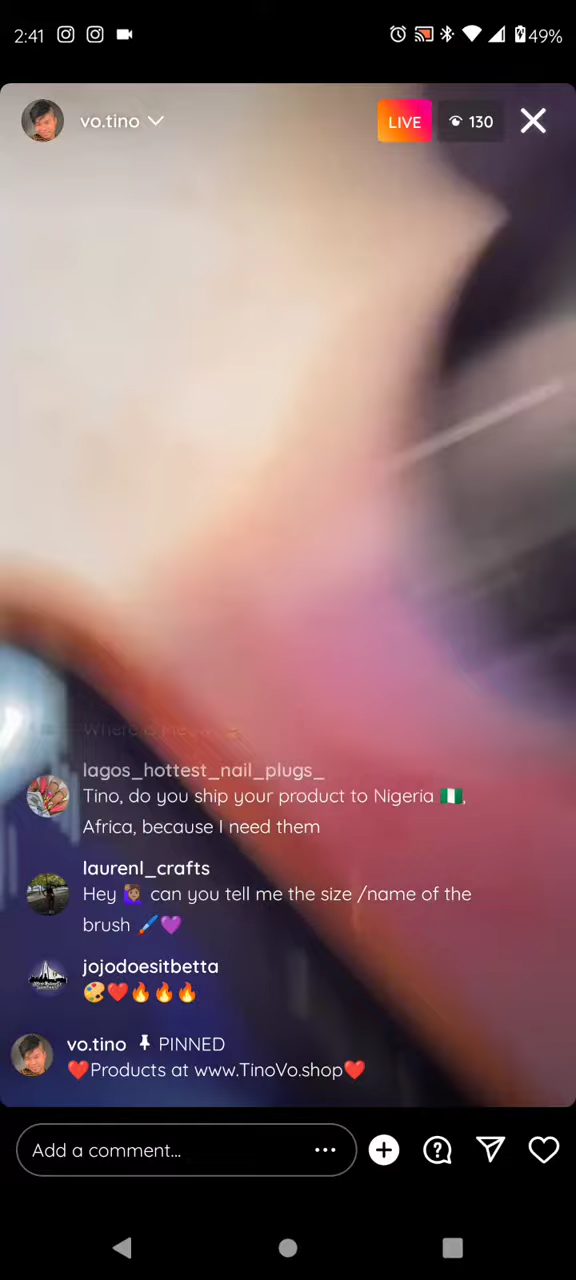 2:41
49%
vo.tino
LIVE
130
lagos_hottest_nail_plugs_
Tino, do you ship your product to Nigeria 🇳🇬,
Africa, because I need them
laurenl_crafts
Hey 🙋🏽‍♀️ can you tell me the size /name of the
brush 🖌️💜
jojodoesitbetta
🎨❤️🔥🔥🔥
vo.tino 📌 PINNED
❤️Products at www.TinoVo.shop❤️
Add a comment...